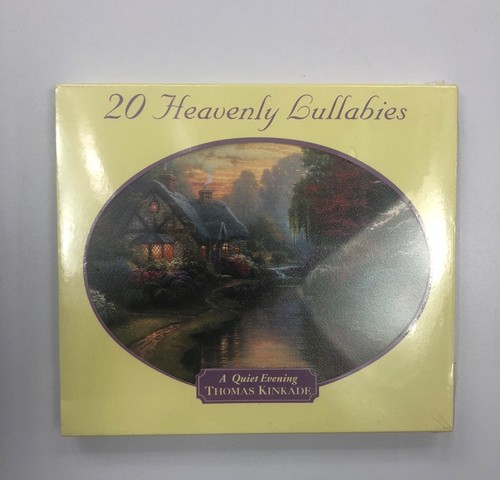 20 Heavenly Lullabies
A Quiet Evening
THOMAS KINKADE